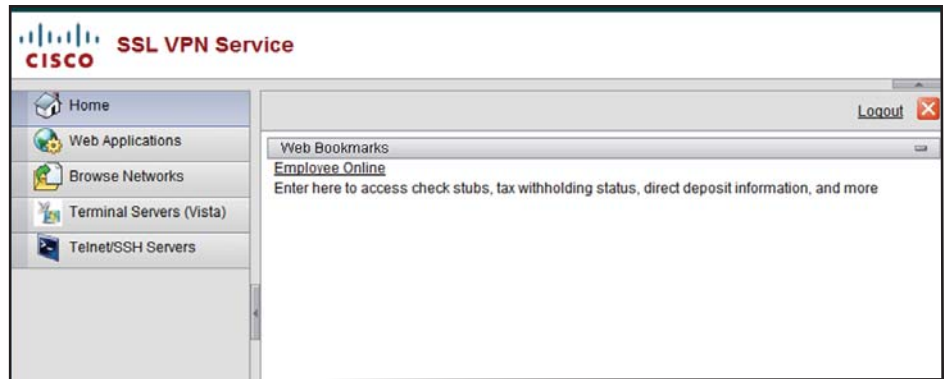 CISCO
SSL VPN Service
Home
Web Applications
Browse Networks
Terminal Servers (Vista)
Telnet/SSH Servers
Logout
Web Bookmarks
Employee Online
Enter here to access check stubs, tax withholding status, direct deposit information, and more